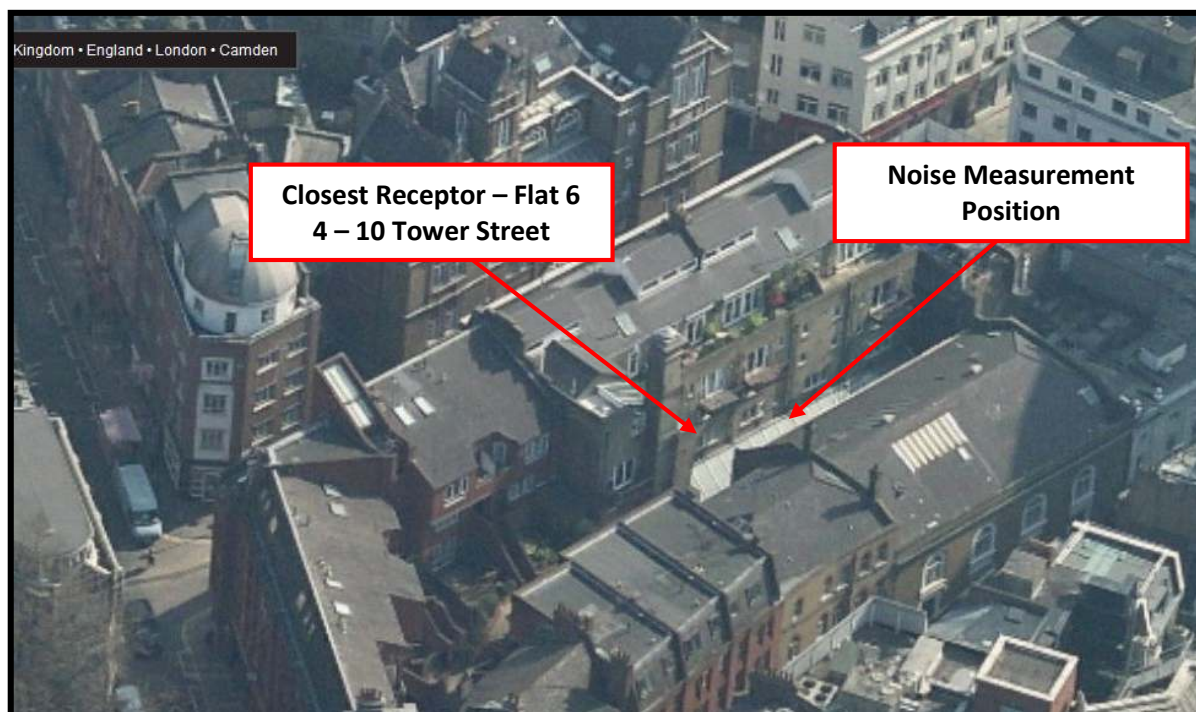 Kingdom • England • London • Camden
Closest Receptor – Flat 6
4 – 10 Tower Street
Noise Measurement
Position